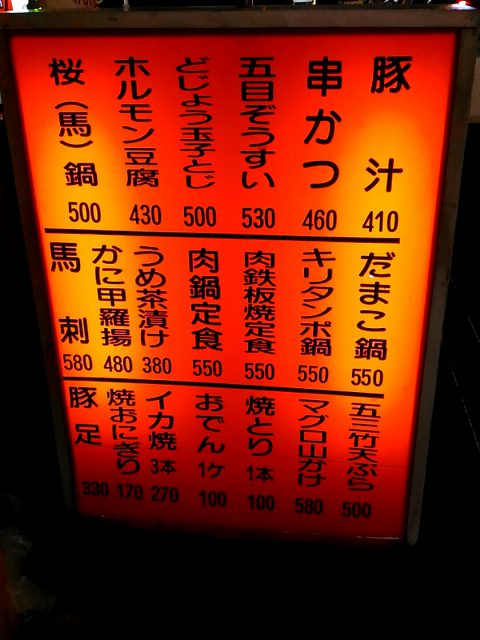 豚汁 410
串かつ 460
五目ぞうすい 530
どじょう玉子とじ 500
ホルモン豆腐 430
桜(馬)鍋 500
だまこ鍋 550
キリタンポ鍋 550
肉鉄板焼定食 550
肉鍋定食 550
うめ茶漬け 380
かに甲羅揚 480
馬刺 580
五三竹天ぷら 500
マグロ山かけ 580
焼とり 1本 100
おでん 1ケ 100
イカ焼 3本 270
焼おにぎり 170
豚足 330